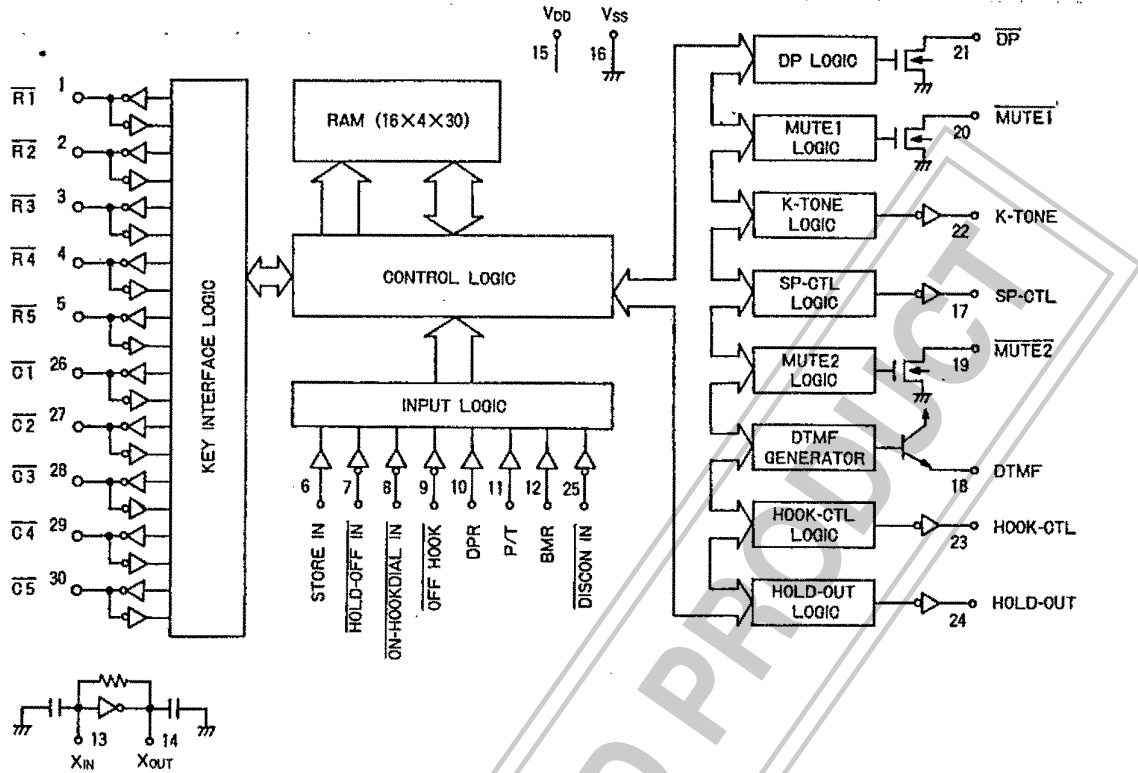 VDD
15
VSS
16
R1
1
R2
2
R3
3
R4
4
R5
5
C1
26
C2
27
C3
28
C4
29
C5
30
KEY INTERFACE LOGIC
RAM (16×4×30)
CONTROL LOGIC
INPUT LOGIC
6
7
8
9
10
11
12
25
STORE IN
HOLD-OFF IN
ON-HOOKDIAL IN
OFF HOOK
DPR
P/T
BMR
DISCON IN
DP LOGIC
DP
21
MUTE1
LOGIC
MUTE1
20
K-TONE
LOGIC
K-TONE
22
SP-CTL
LOGIC
SP-CTL
17
MUTE2
LOGIC
MUTE2
19
DTMF
GENERATOR
DTMF
18
HOOK-CTL
LOGIC
HOOK-CTL
23
HOLD-OUT
LOGIC
HOLD-OUT
24
13
14
XIN
XOUT
D PRODUCT